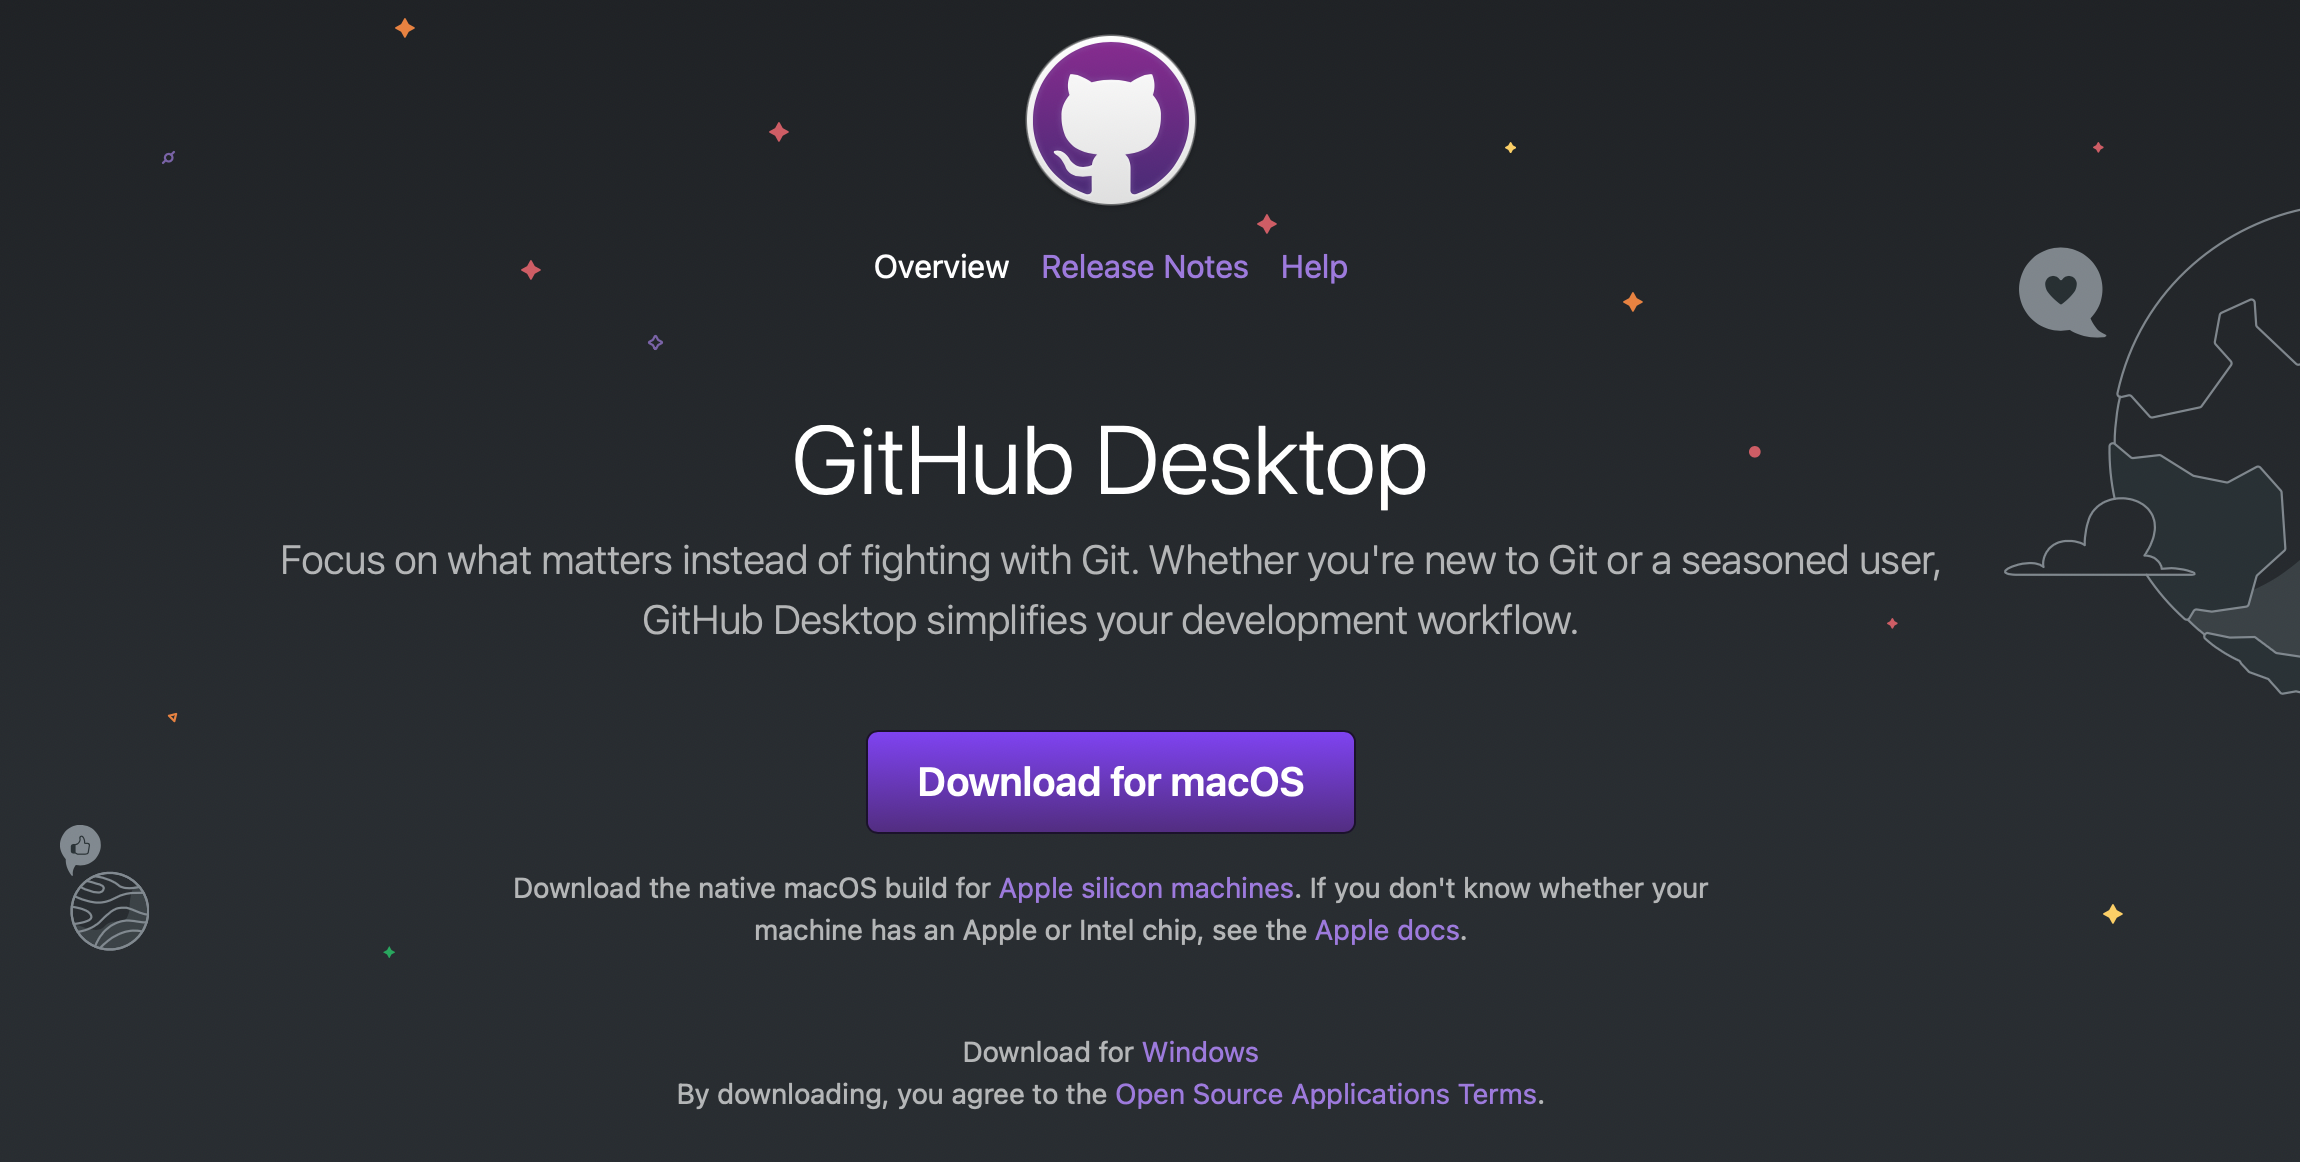 Overview Release Notes Help
GitHub Desktop
Focus on what matters instead of fighting with Git. Whether you're new to Git or a seasoned user,
GitHub Desktop simplifies your development workflow.
Download for macOS
Download the native macOS build for Apple silicon machines. If you don't know whether your
machine has an Apple or Intel chip, see the Apple docs.
Download for Windows
By downloading, you agree to the Open Source Applications Terms.